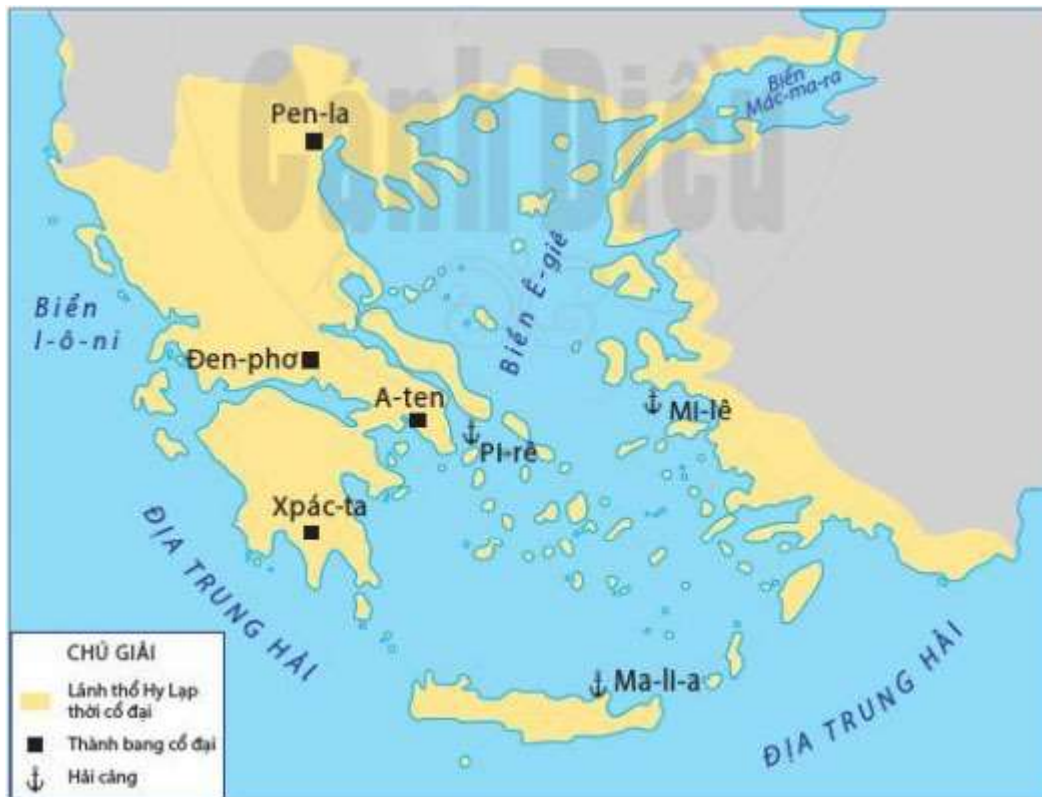 Cánh Diều
Biển
Mác-ma-ra
Pen-la
Biển Ê-giê
Biển
I-ô-ni
Đen-phơ
A-ten
MI-lê
PI-rê
Xpác-ta
ĐỊA TRUNG HẢI
Ma-lI-a
ĐỊA TRUNG HẢI
CHÚ GIẢI
Lãnh thổ Hy Lạp
thời cổ đại
Thành bang cổ đại
Hải cảng